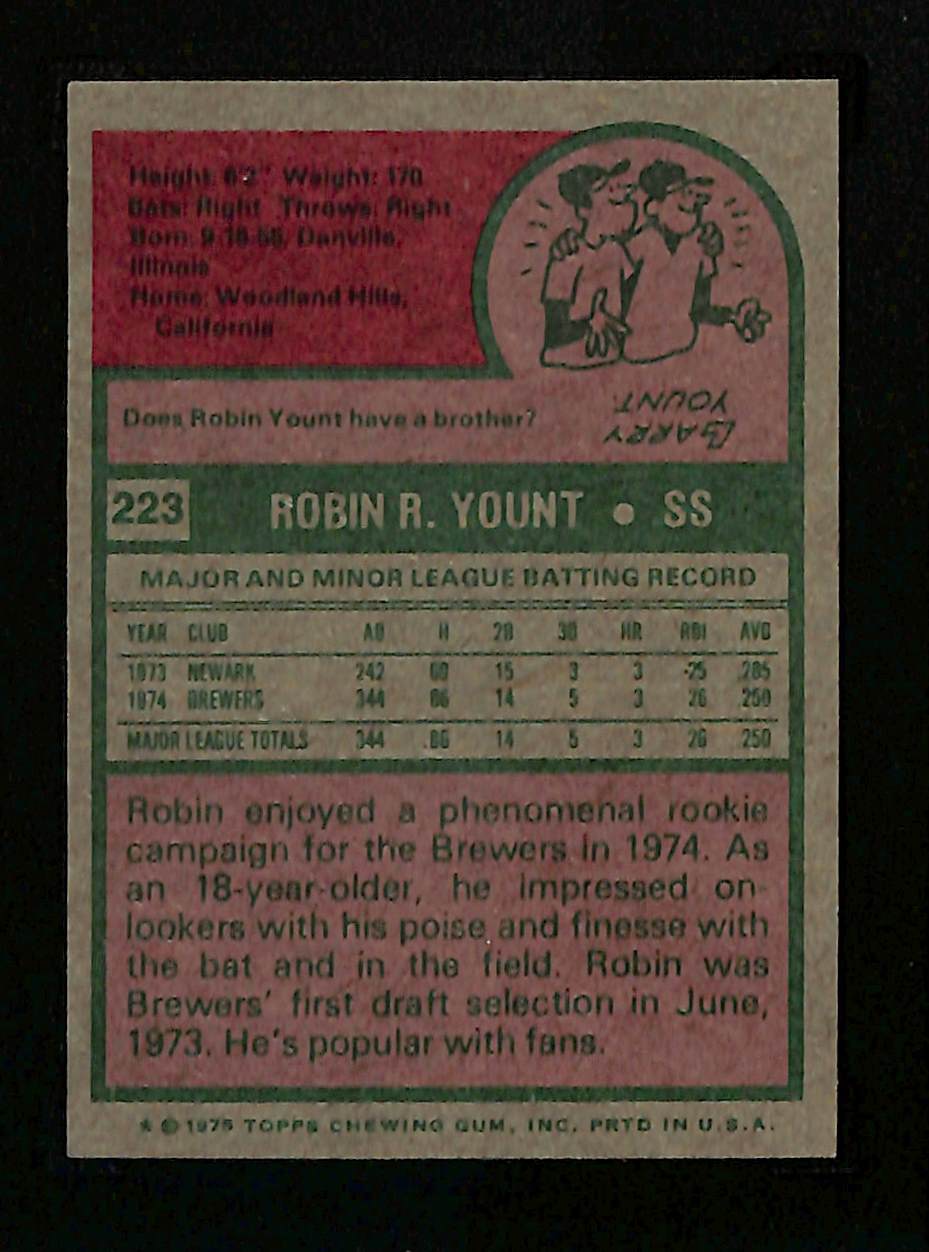 Height: 6'2" Weight: 170
Bats: Right Throws: Right
Born: 9-16-55, Danville,
Illinois
Home: Woodland Hills,
California
Does Robin Yount have a brother?
LARRY
YOUNT.
223 ROBIN R. YOUNT • SS
MAJOR AND MINOR LEAGUE BATTING RECORD
YEAR CLUB AB H 2B 3B HR RBI AVG
1973 NEWARK 242 69 15 3 3 25 .285
1974 BREWERS 344 86 14 5 3 26 .250
MAJOR LEAGUE TOTALS 344 86 14 5 3 26 .250
Robin enjoyed a phenomenal rookie
campaign for the Brewers in 1974. As
an 18-year-older, he impressed on-
lookers with his poise and finesse with
the bat and in the field. Robin was
Brewers' first draft selection in June,
1973. He's popular with fans.
* © 1975 TOPPS CHEWING GUM, INC. PRTD IN U.S.A.